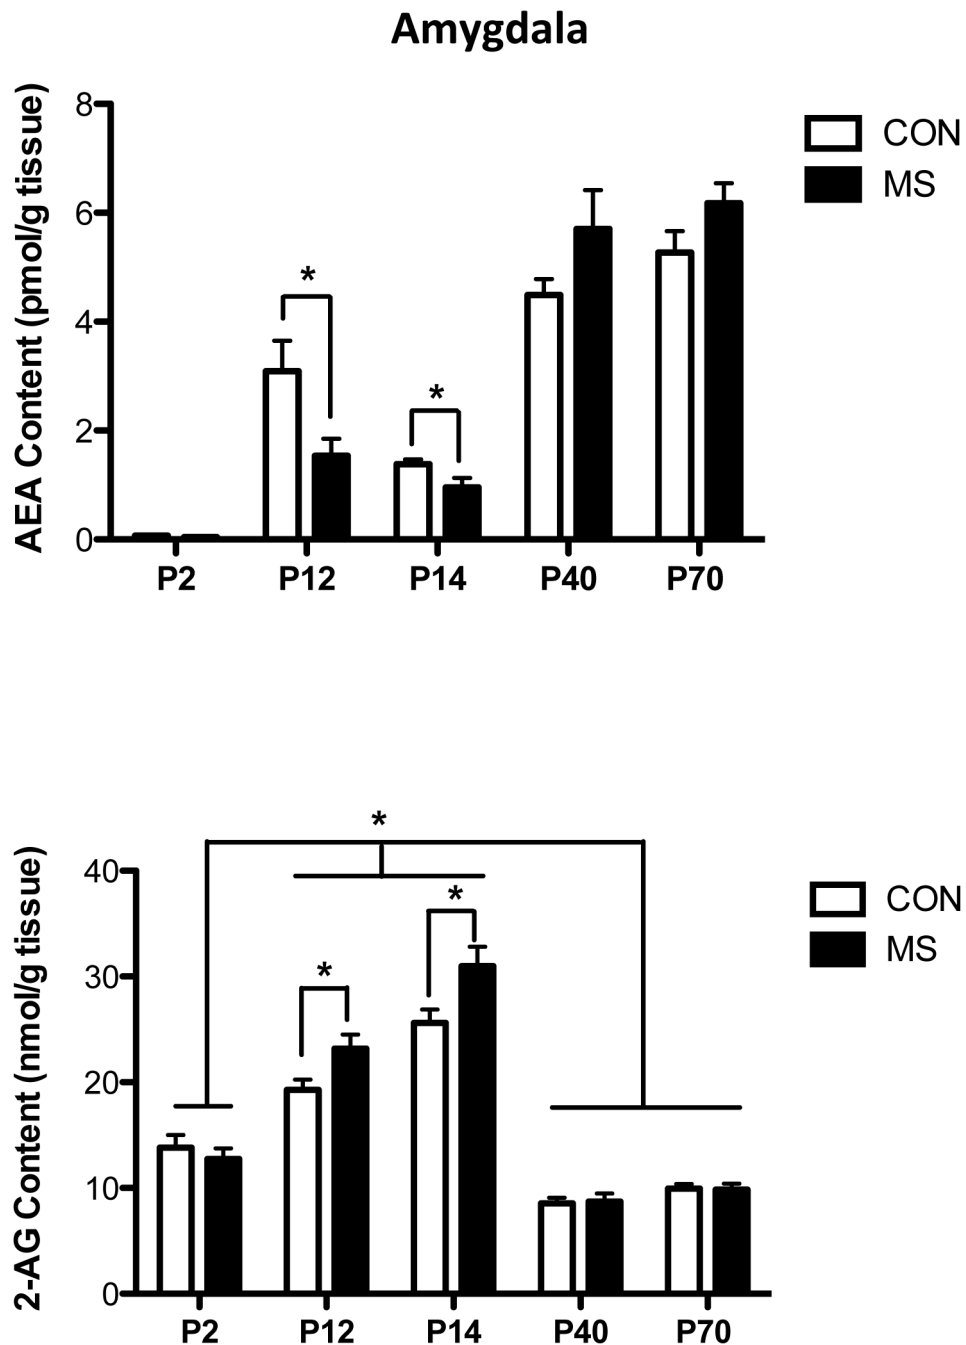 Amygdala
AEA Content (pmol/g tissue)
8
6
4
2
0
*
*
P2 P12 P14 P40 P70
CON
MS
2-AG Content (nmol/g tissue)
40
30
20
10
0
*
*
*
P2 P12 P14 P40 P70
CON
MS